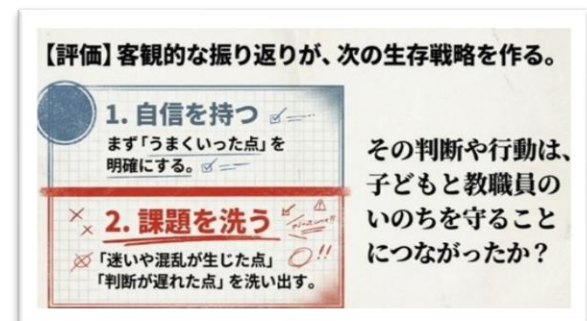 【評価】客観的な振り返りが、次の生存戦略を作る。
1. 自信を持つ
まず「うまくいった点」を
明確にする。
2. 課題を洗う
「迷いや混乱が生じた点」
「判断が遅れた点」を洗い出す。
その判断や行動は、
子どもと教職員の
いのちを守ること
につながったか？